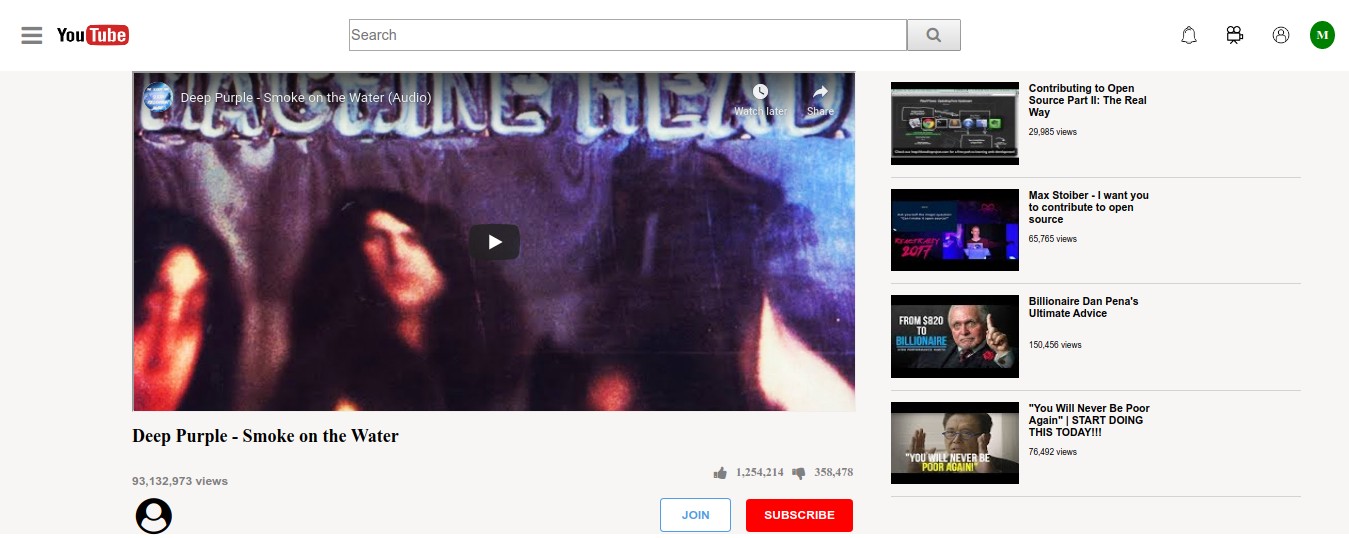 YouTube
Search
M
MACHINE HEAD
Deep Purple - Smoke on the Water (Audio)
Watch later
Share
Deep Purple - Smoke on the Water
93,132,973 views
1,254,214
358,478
JOIN
SUBSCRIBE
Contributing to Open
Source Part II: The Real
Way
29,985 views
REACTIVATE
2017
Max Stoiber - I want you
to contribute to open
source
65,765 views
FROM $820
TO
BILLIONAIRE
Billionaire Dan Pena's
Ultimate Advice
150,456 views
"YOU WILL NEVER BE
POOR AGAIN!"
"You Will Never Be Poor
Again" | START DOING
THIS TODAY!!!
76,492 views